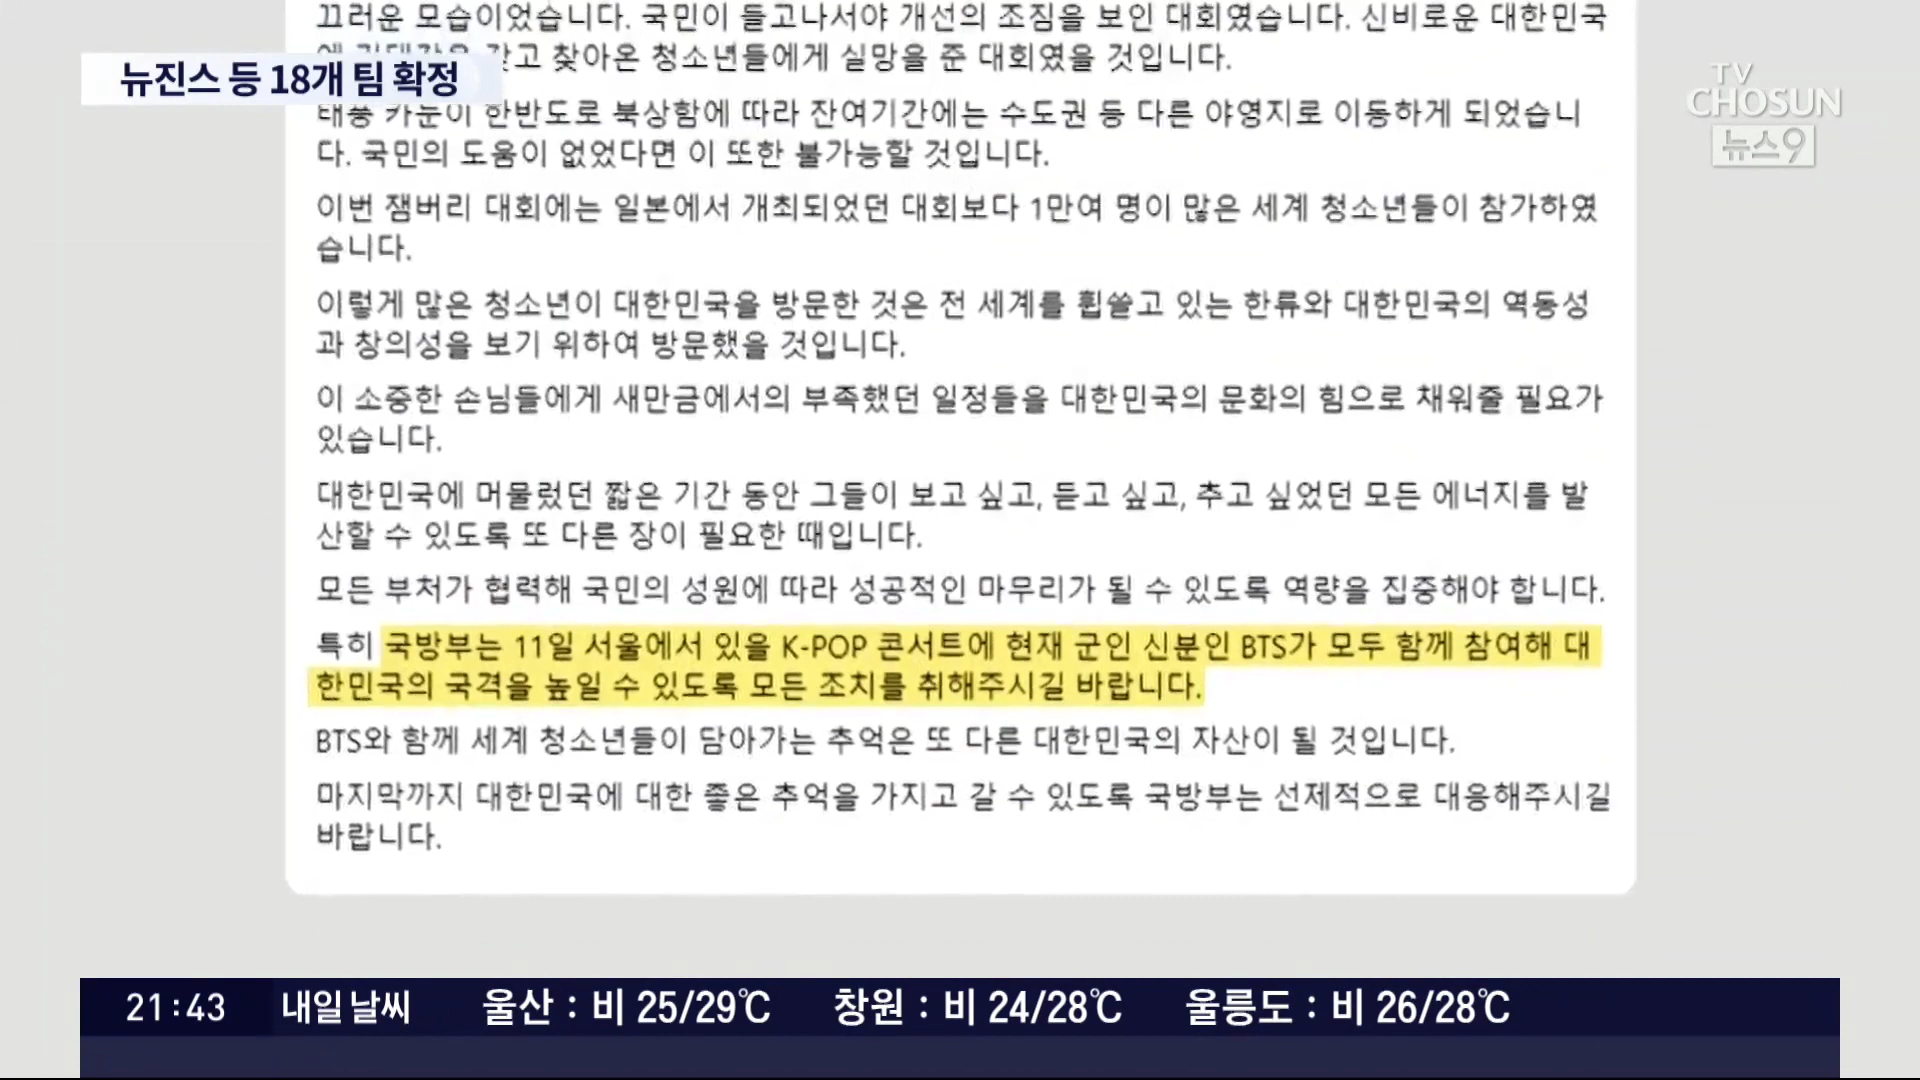 끄러운 모습이었습니다. 국민이 들고나서야 개선의 조짐을 보인 대회였습니다. 신비로운 대한민국
갖고 찾아온 청소년들에게 실망을 준 대회였을 것입니다.
뉴진스 등 18개 팀 확정
TV
CHOSUN
뉴스9
태풍 카눈이 한반도로 북상함에 따라 잔여기간에는 수도권 등 다른 야영지로 이동하게 되었습니
다. 국민의 도움이 없었다면 이 또한 불가능할 것입니다.
이번 잼버리 대회에는 일본에서 개최되었던 대회보다 1만여 명이 많은 세계 청소년들이 참가하였
습니다.
이렇게 많은 청소년이 대한민국을 방문한 것은 전 세계를 휩쓸고 있는 한류와 대한민국의 역동성
과 창의성을 보기 위하여 방문했을 것입니다.
이 소중한 손님들에게 새만금에서의 부족했던 일정들을 대한민국의 문화의 힘으로 채워줄 필요가
있습니다.
대한민국에 머물렀던 짧은 기간 동안 그들이 보고 싶고, 듣고 싶고, 추고 싶었던 모든 에너지를 발
산할 수 있도록 또 다른 장이 필요한 때입니다.
모든 부처가 협력해 국민의 성원에 따라 성공적인 마무리가 될 수 있도록 역량을 집중해야 합니다.
특히 국방부는 11일 서울에서 있을 K-POP 콘서트에 현재 군인 신분인 BTS가 모두 함께 참여해 대
한민국의 국격을 높일 수 있도록 모든 조치를 취해주시길 바랍니다.
BTS와 함께 세계 청소년들이 담아가는 추억은 또 다른 대한민국의 자산이 될 것입니다.
마지막까지 대한민국에 대한 좋은 추억을 가지고 갈 수 있도록 국방부는 선제적으로 대응해주시길
바랍니다.
21:43 내일 날씨 울산 : 비 25/29℃ 창원 : 비 24/28℃ 울릉도 : 비 26/28℃